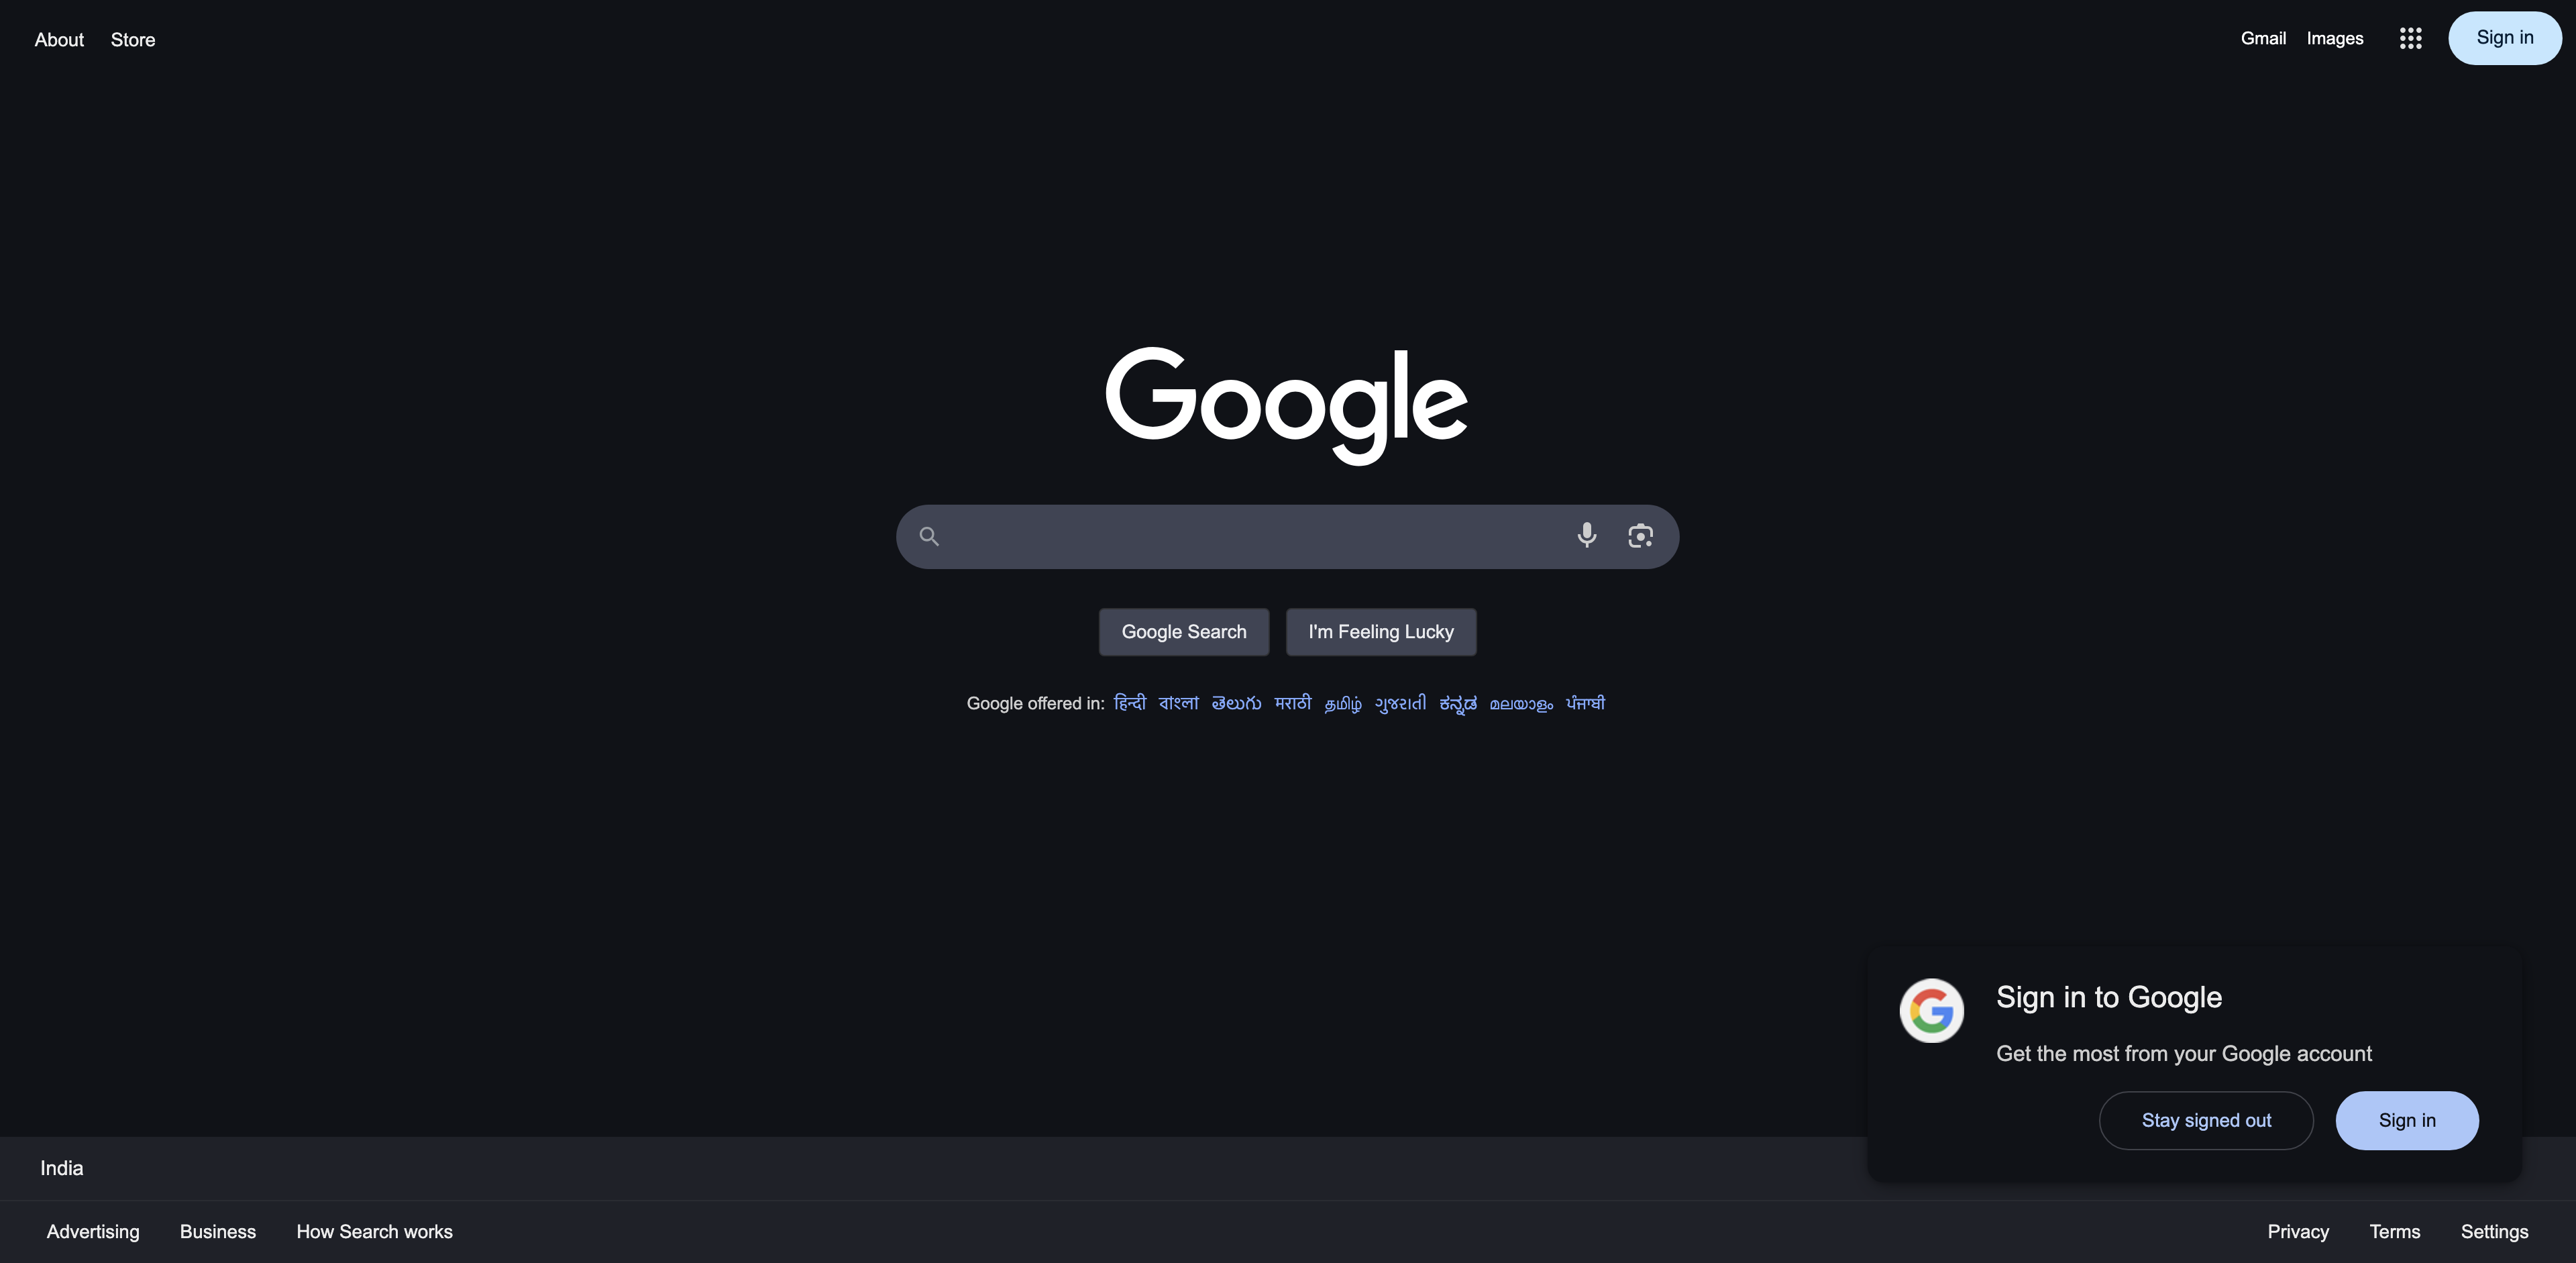 About Store Gmail Images Sign in
Google
Google Search I'm Feeling Lucky
Google offered in: हिन्दी বাংলা తెలుగు मराठी தமிழ் ગુજરાતી ಕನ್ನಡ മലയാളം ਪੰਜਾਬੀ
Sign in to Google
Get the most from your Google account
Stay signed out Sign in
India
Advertising Business How Search works Privacy Terms Settings